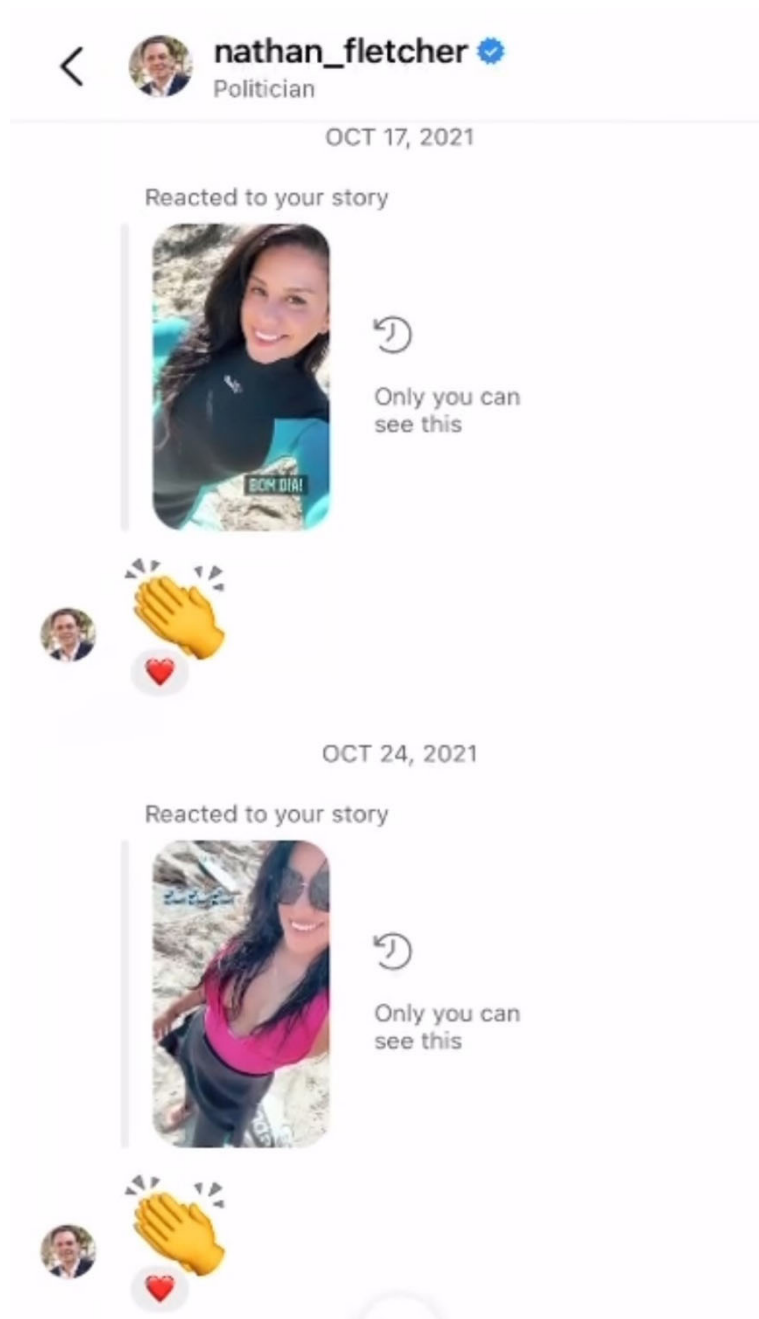 nathan_fletcher
Politician
OCT 17, 2021
Reacted to your story
Only you can
see this
BOM DIA!
OCT 24, 2021
Reacted to your story
Only you can
see this